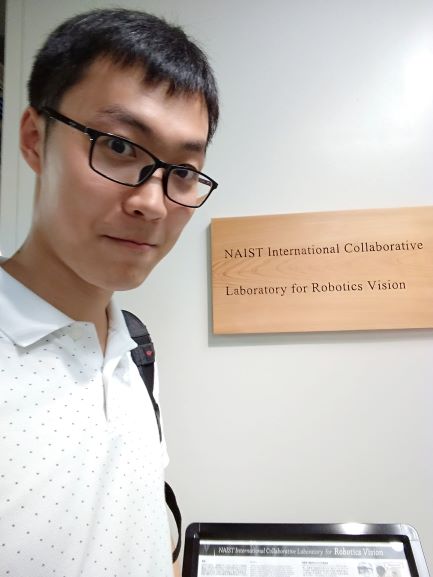 NAIST International Collaborative
Laboratory for Robotics Vision
NAIST International Collaborative Laboratory for Robotics Vision